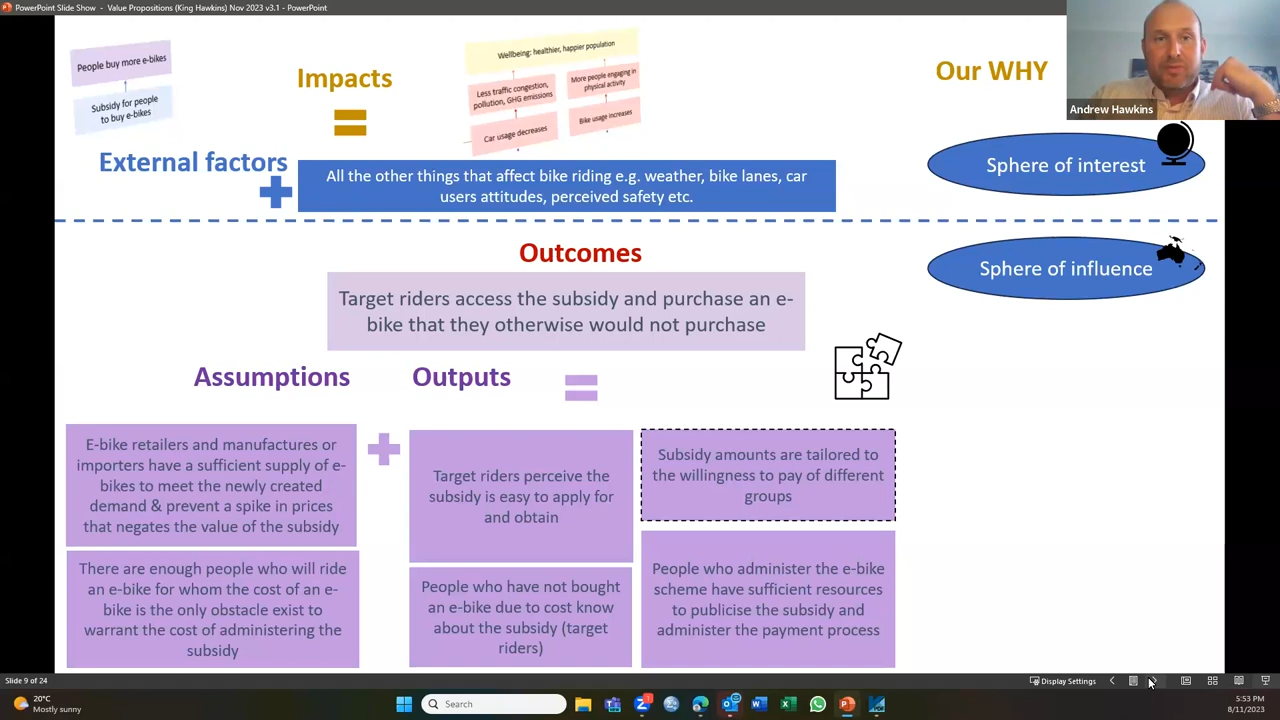 PowerPoint Slide Show - Value Propositions (King Hawkins) Nov 2023 v3.1 - PowerPoint
People buy more e-bikes
Subsidy for people
to buy e-bikes
Impacts
Wellbeing: healthier, happier population
Less traffic congestion,
pollution, GHG emissions
More people engaging in
physical activity
Car usage decreases
Bike usage increases
Our WHY
Andrew Hawkins
External factors
All the other things that affect bike riding e.g. weather, bike lanes, car
users attitudes, perceived safety etc.
Sphere of interest
Outcomes
Sphere of influence
Target riders access the subsidy and purchase an e-
bike that they otherwise would not purchase
Assumptions
Outputs
E-bike retailers and manufactures or
importers have a sufficient supply of e-
bikes to meet the newly created
demand & prevent a spike in prices
that negates the value of the subsidy
Target riders perceive the
subsidy is easy to apply for
and obtain
Subsidy amounts are tailored to
the willingness to pay of different
groups
There are enough people who will ride
an e-bike for whom the cost of an e-
bike is the only obstacle exist to
warrant the cost of administering the
subsidy
People who have not bought
an e-bike due to cost know
about the subsidy (target
riders)
People who administer the e-bike
scheme have sufficient resources
to publicise the subsidy and
administer the payment process
Slide 9 of 24
Display Settings
20°C
Mostly sunny
Search
5:53 PM
8/11/2023